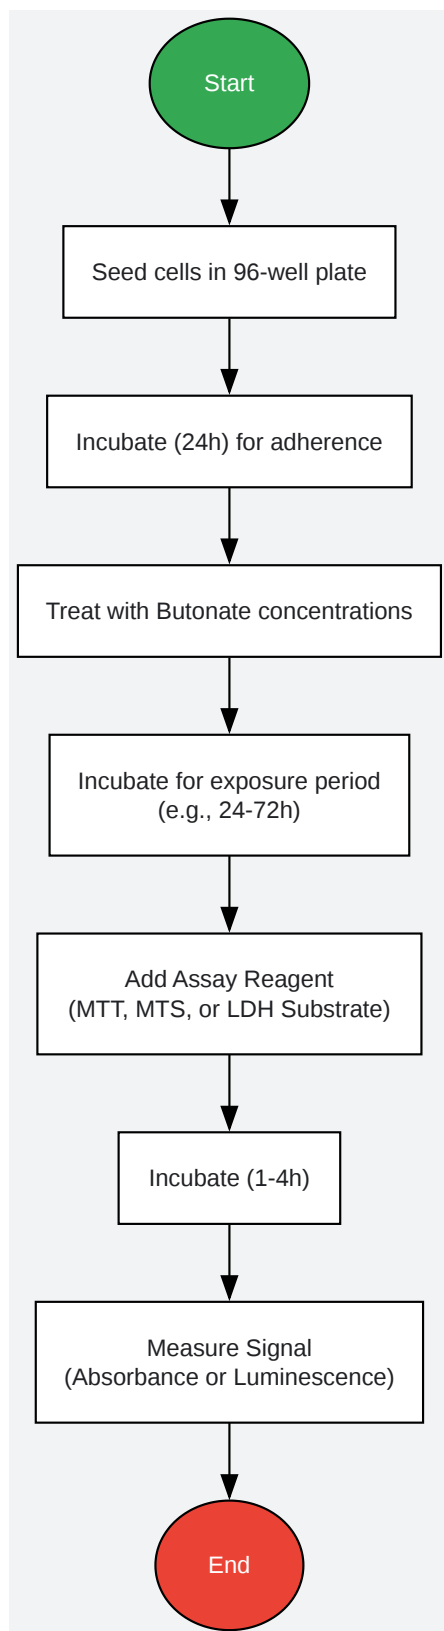 Start
Seed cells in 96-well plate
Incubate (24h) for adherence
Treat with Butonate concentrations
Incubate for exposure period
(e.g., 24-72h)
Add Assay Reagent
(MTT, MTS, or LDH Substrate)
Incubate (1-4h)
Measure Signal
(Absorbance or Luminescence)
End